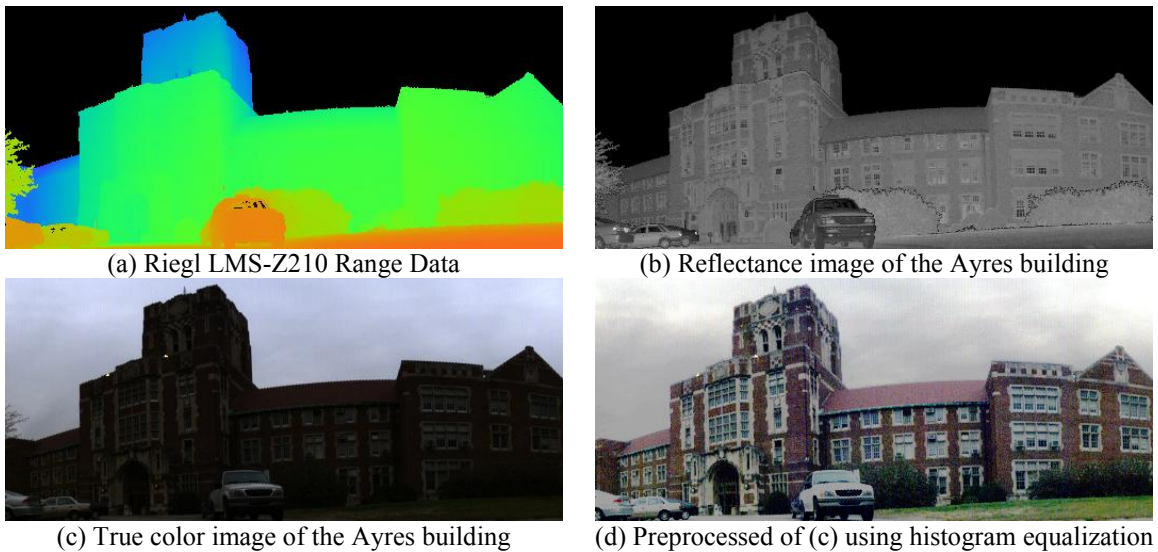 (a) Riegl LMS-Z210 Range Data
(b) Reflectance image of the Ayres building
(c) True color image of the Ayres building
(d) Preprocessed of (c) using histogram equalization